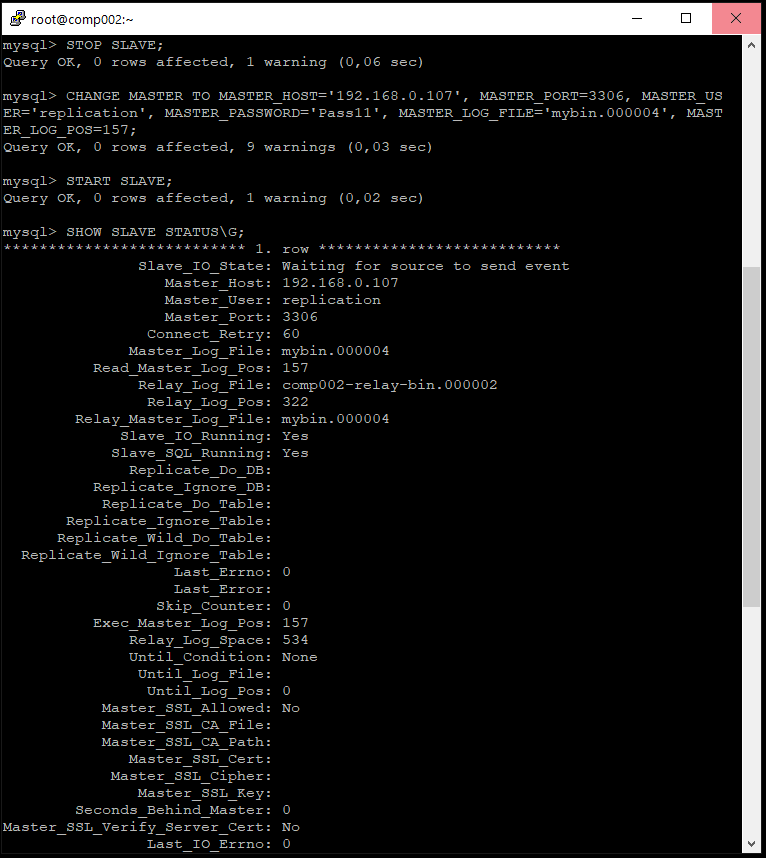 root@comp002:~
mysql> STOP SLAVE;
Query OK, 0 rows affected, 1 warning (0,06 sec)
mysql> CHANGE MASTER TO MASTER_HOST='192.168.0.107', MASTER_PORT=3306, MASTER_US
ER='replication', MASTER_PASSWORD='Pass11', MASTER_LOG_FILE='mybin.000004', MAST
ER_LOG_POS=157;
Query OK, 0 rows affected, 9 warnings (0,03 sec)
mysql> START SLAVE;
Query OK, 0 rows affected, 1 warning (0,02 sec)
mysql> SHOW SLAVE STATUS\G;
*************************** 1. row ***************************
Slave_IO_State: Waiting for source to send event
Master_Host: 192.168.0.107
Master_User: replication
Master_Port: 3306
Connect_Retry: 60
Master_Log_File: mybin.000004
Read_Master_Log_Pos: 157
Relay_Log_File: comp002-relay-bin.000002
Relay_Log_Pos: 322
Relay_Master_Log_File: mybin.000004
Slave_IO_Running: Yes
Slave_SQL_Running: Yes
Replicate_Do_DB:
Replicate_Ignore_DB:
Replicate_Do_Table:
Replicate_Ignore_Table:
Replicate_Wild_Do_Table:
Replicate_Wild_Ignore_Table:
Last_Errno: 0
Last_Error:
Skip_Counter: 0
Exec_Master_Log_Pos: 157
Relay_Log_Space: 534
Until_Condition: None
Until_Log_File:
Until_Log_Pos: 0
Master_SSL_Allowed: No
Master_SSL_CA_File:
Master_SSL_CA_Path:
Master_SSL_Cert:
Master_SSL_Cipher:
Master_SSL_Key:
Seconds_Behind_Master: 0
Master_SSL_Verify_Server_Cert: No
Last_IO_Errno: 0